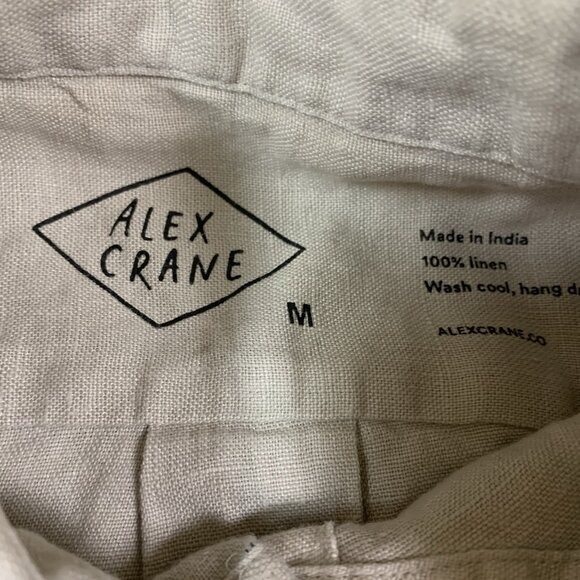 ALEX
CRANE
M
Made in India
100% linen
Wash cool, hang
ALEXCRANE.CO